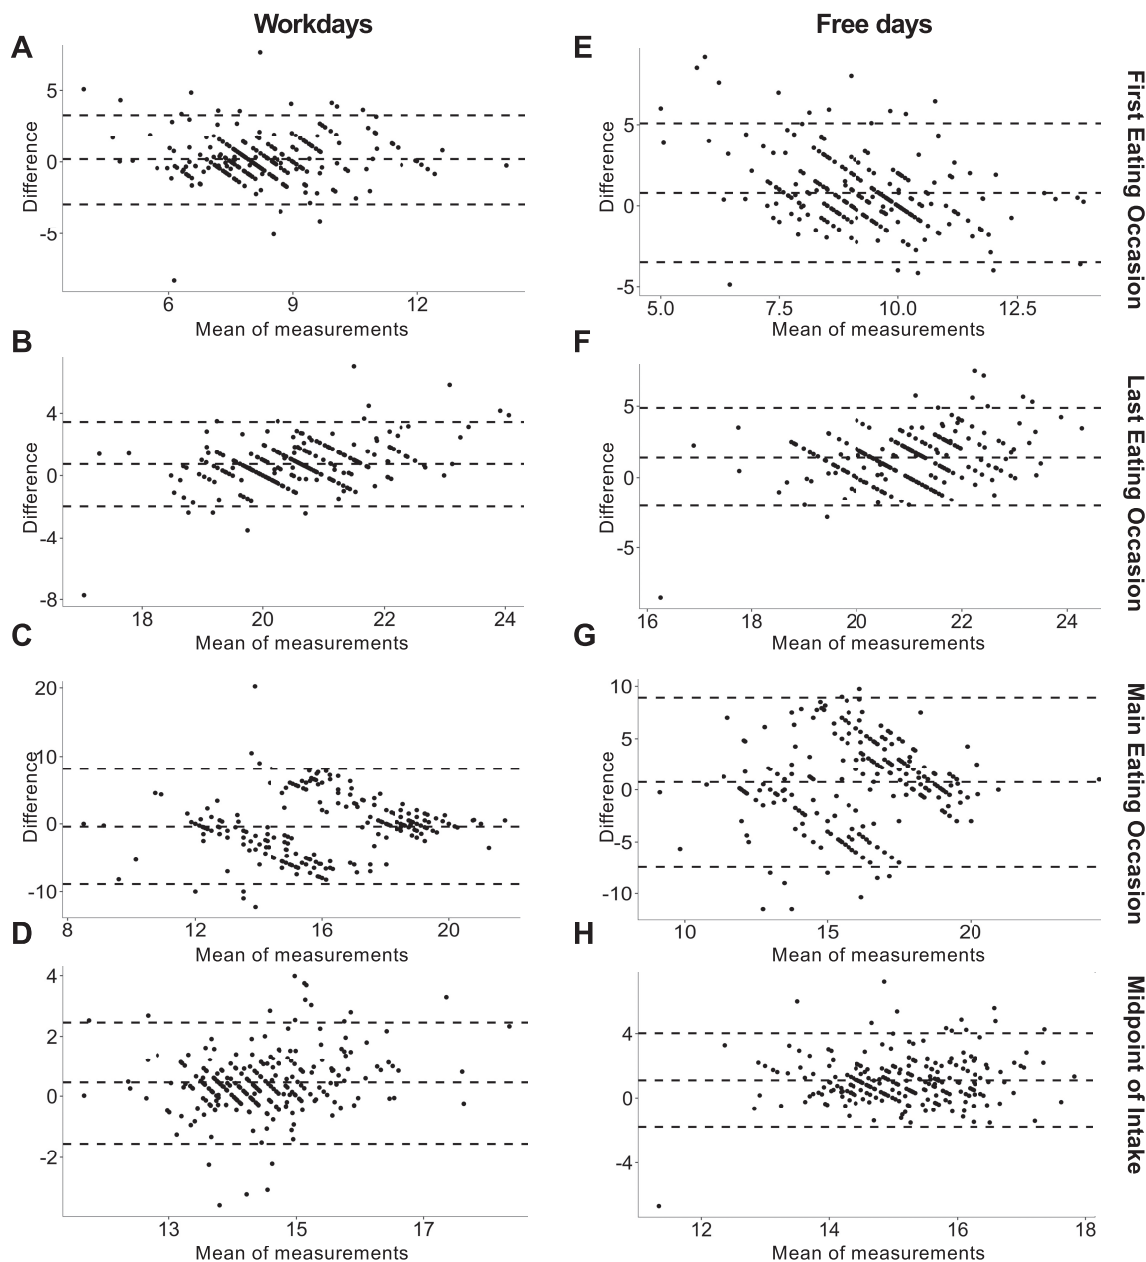 Workdays
Free days
A
5
0
-5
Difference
6
9
12
Mean of measurements
E
5
0
-5
Difference
5.0
7.5
10.0
12.5
Mean of measurements
First Eating Occasion
B
4
0
-4
-8
Difference
18
20
22
24
Mean of measurements
F
5
0
-5
Difference
16
18
20
22
24
Mean of measurements
Last Eating Occasion
C
20
10
0
-10
Difference
8
12
16
20
Mean of measurements
G
10
5
0
-5
-10
Difference
10
15
20
Mean of measurements
Main Eating Occasion
D
4
2
0
-2
13
15
17
Mean of measurements
H
4
0
-4
12
14
16
18
Mean of measurements
Midpoint of Intake